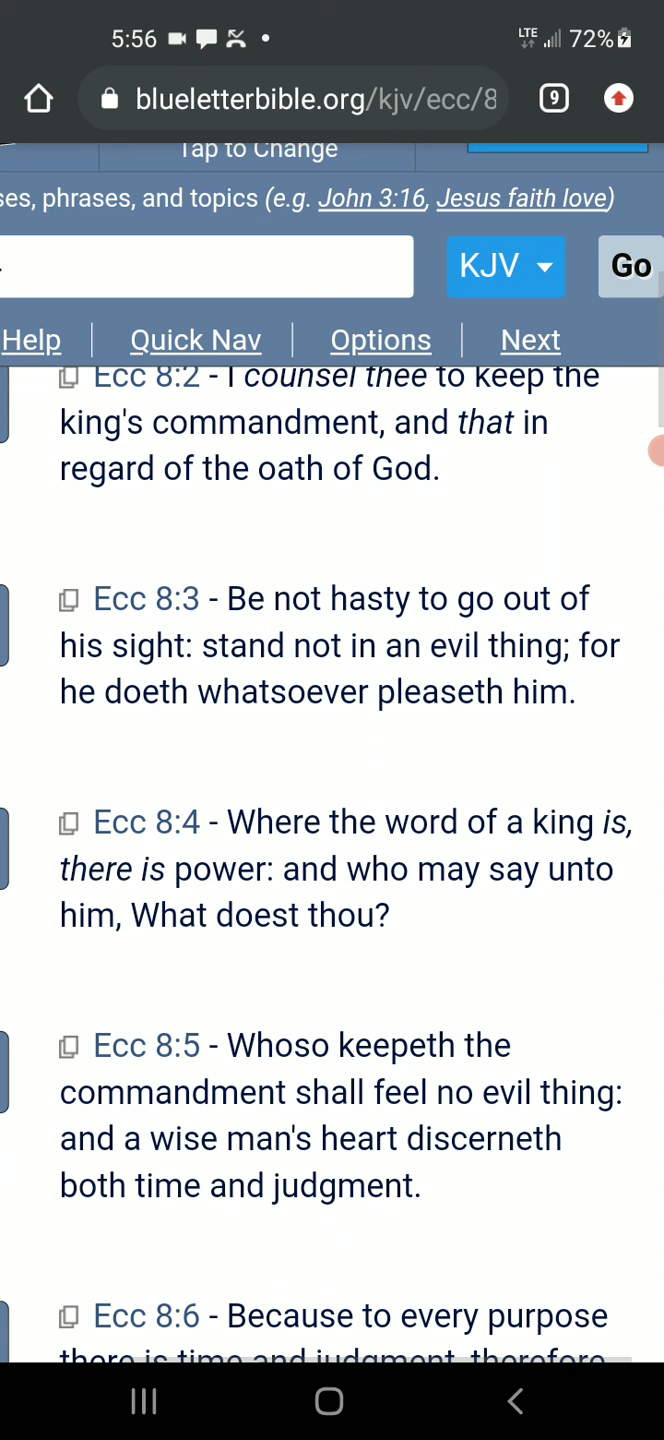 5:56
LTE 72%
blueletterbible.org/kjv/ecc/8
9
Tap to Change
ses, phrases, and topics (e.g. John 3:16, Jesus faith love)
KJV Go
Help | Quick Nav | Options | Next
Ecc 8:2 - I counsel thee to keep the
king's commandment, and that in
regard of the oath of God.
Ecc 8:3 - Be not hasty to go out of
his sight: stand not in an evil thing; for
he doeth whatsoever pleaseth him.
Ecc 8:4 - Where the word of a king is,
there is power: and who may say unto
him, What doest thou?
Ecc 8:5 - Whoso keepeth the
commandment shall feel no evil thing:
and a wise man's heart discerneth
both time and judgment.
Ecc 8:6 - Because to every purpose
there is time and judgment, therefore